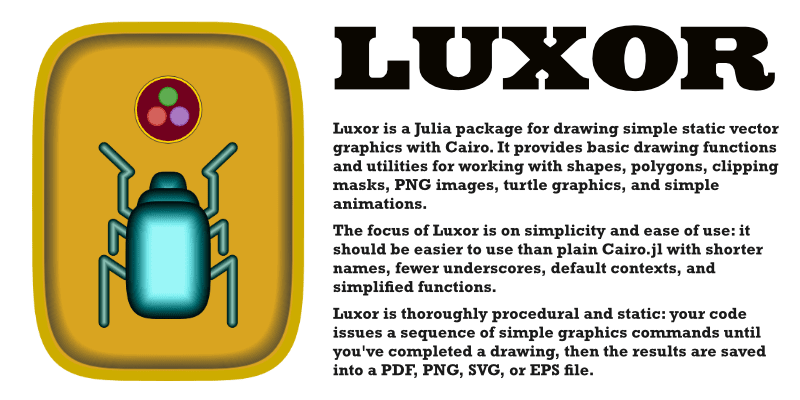 LUXOR
Luxor is a Julia package for drawing simple static vector
graphics with Cairo. It provides basic drawing functions
and utilities for working with shapes, polygons, clipping
masks, PNG images, turtle graphics, and simple
animations.
The focus of Luxor is on simplicity and ease of use: it
should be easier to use than plain Cairo.jl with shorter
names, fewer underscores, default contexts, and
simplified functions.
Luxor is thoroughly procedural and static: your code
issues a sequence of simple graphics commands until
you've completed a drawing, then the results are saved
into a PDF, PNG, SVG, or EPS file.